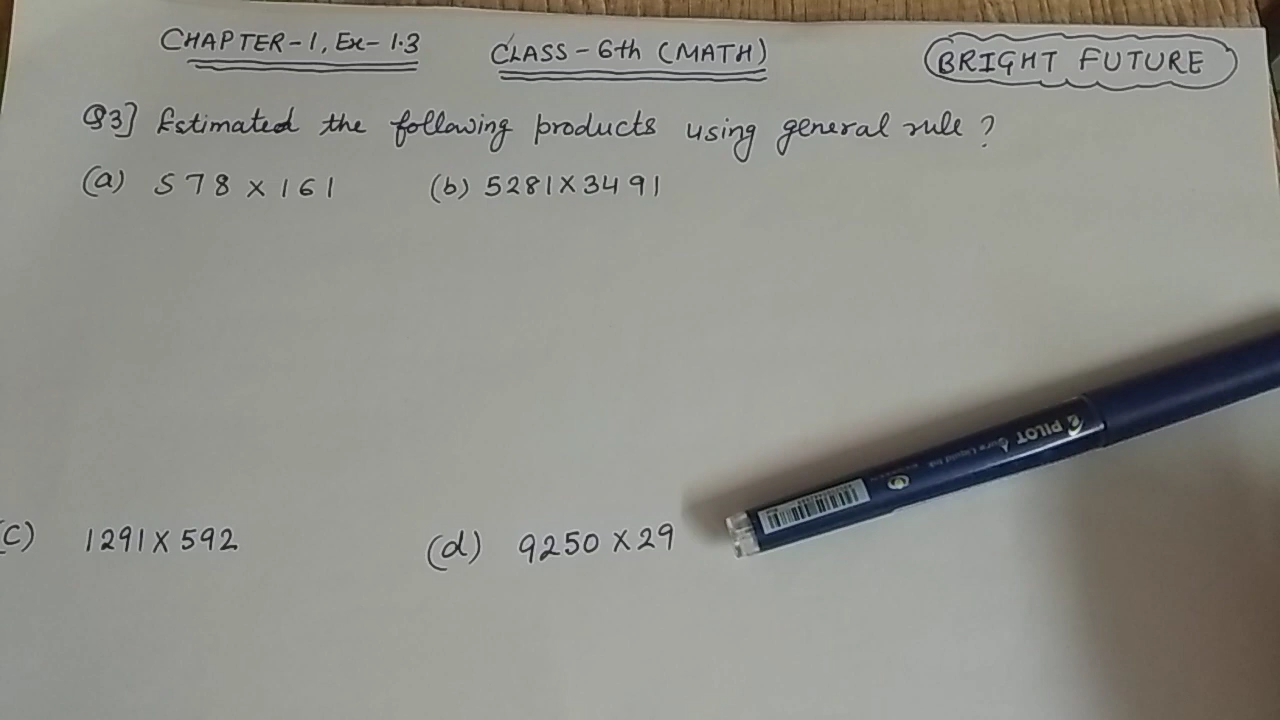 CHAPTER-1, Ex-1.3 CLASS-6th (MATH) BRIGHT FUTURE
Q3] Estimated the following products using general rule?
(a) 578 x 161 (b) 5281 X 3491
(C) 1291 X 592 (d) 9250 X 29
PILOT